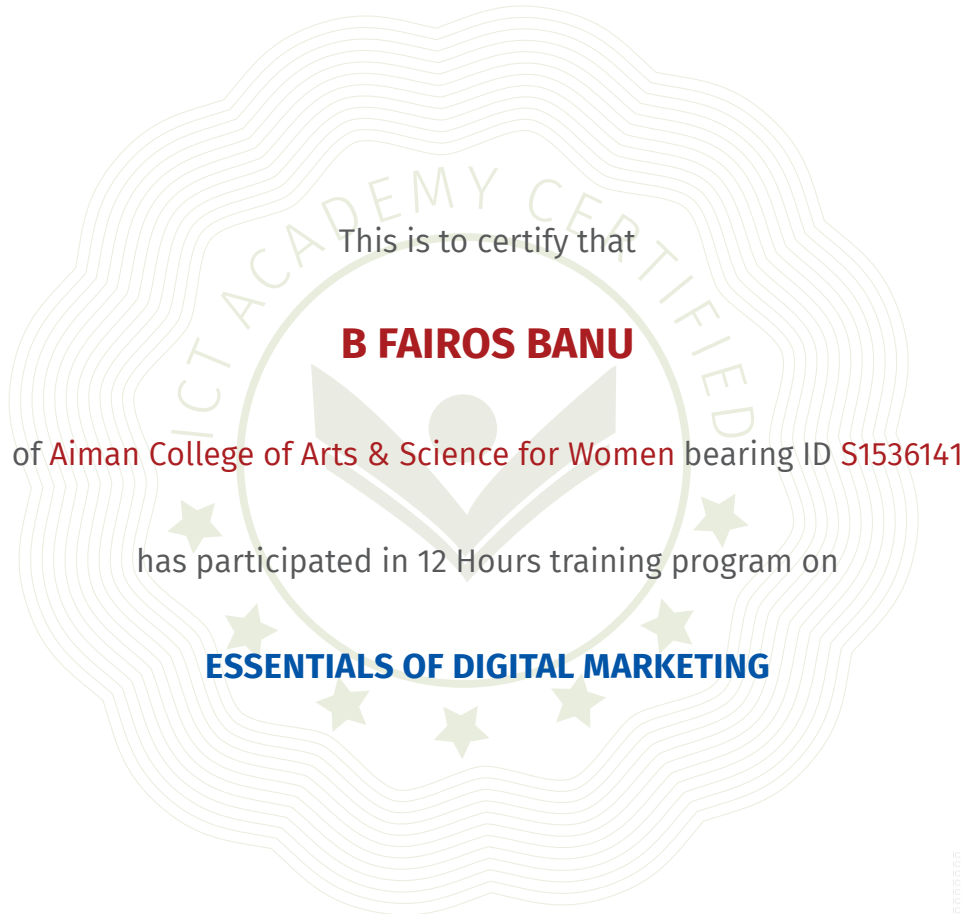 ICT ACADEMY CERTIFIED
This is to certify that
B FAIROS BANU
of Aiman College of Arts & Science for Women bearing ID S1536141
has participated in 12 Hours training program on
ESSENTIALS OF DIGITAL MARKETING